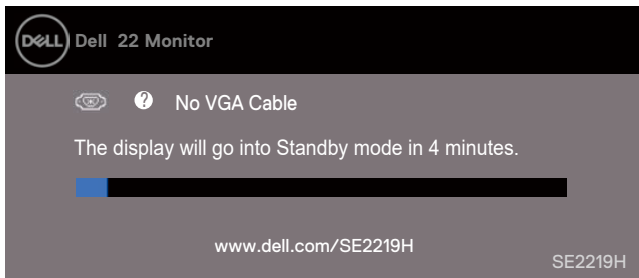 DELL Dell 22 Monitor
? No VGA Cable
The display will go into Standby mode in 4 minutes.
www.dell.com/SE2219H
SE2219H